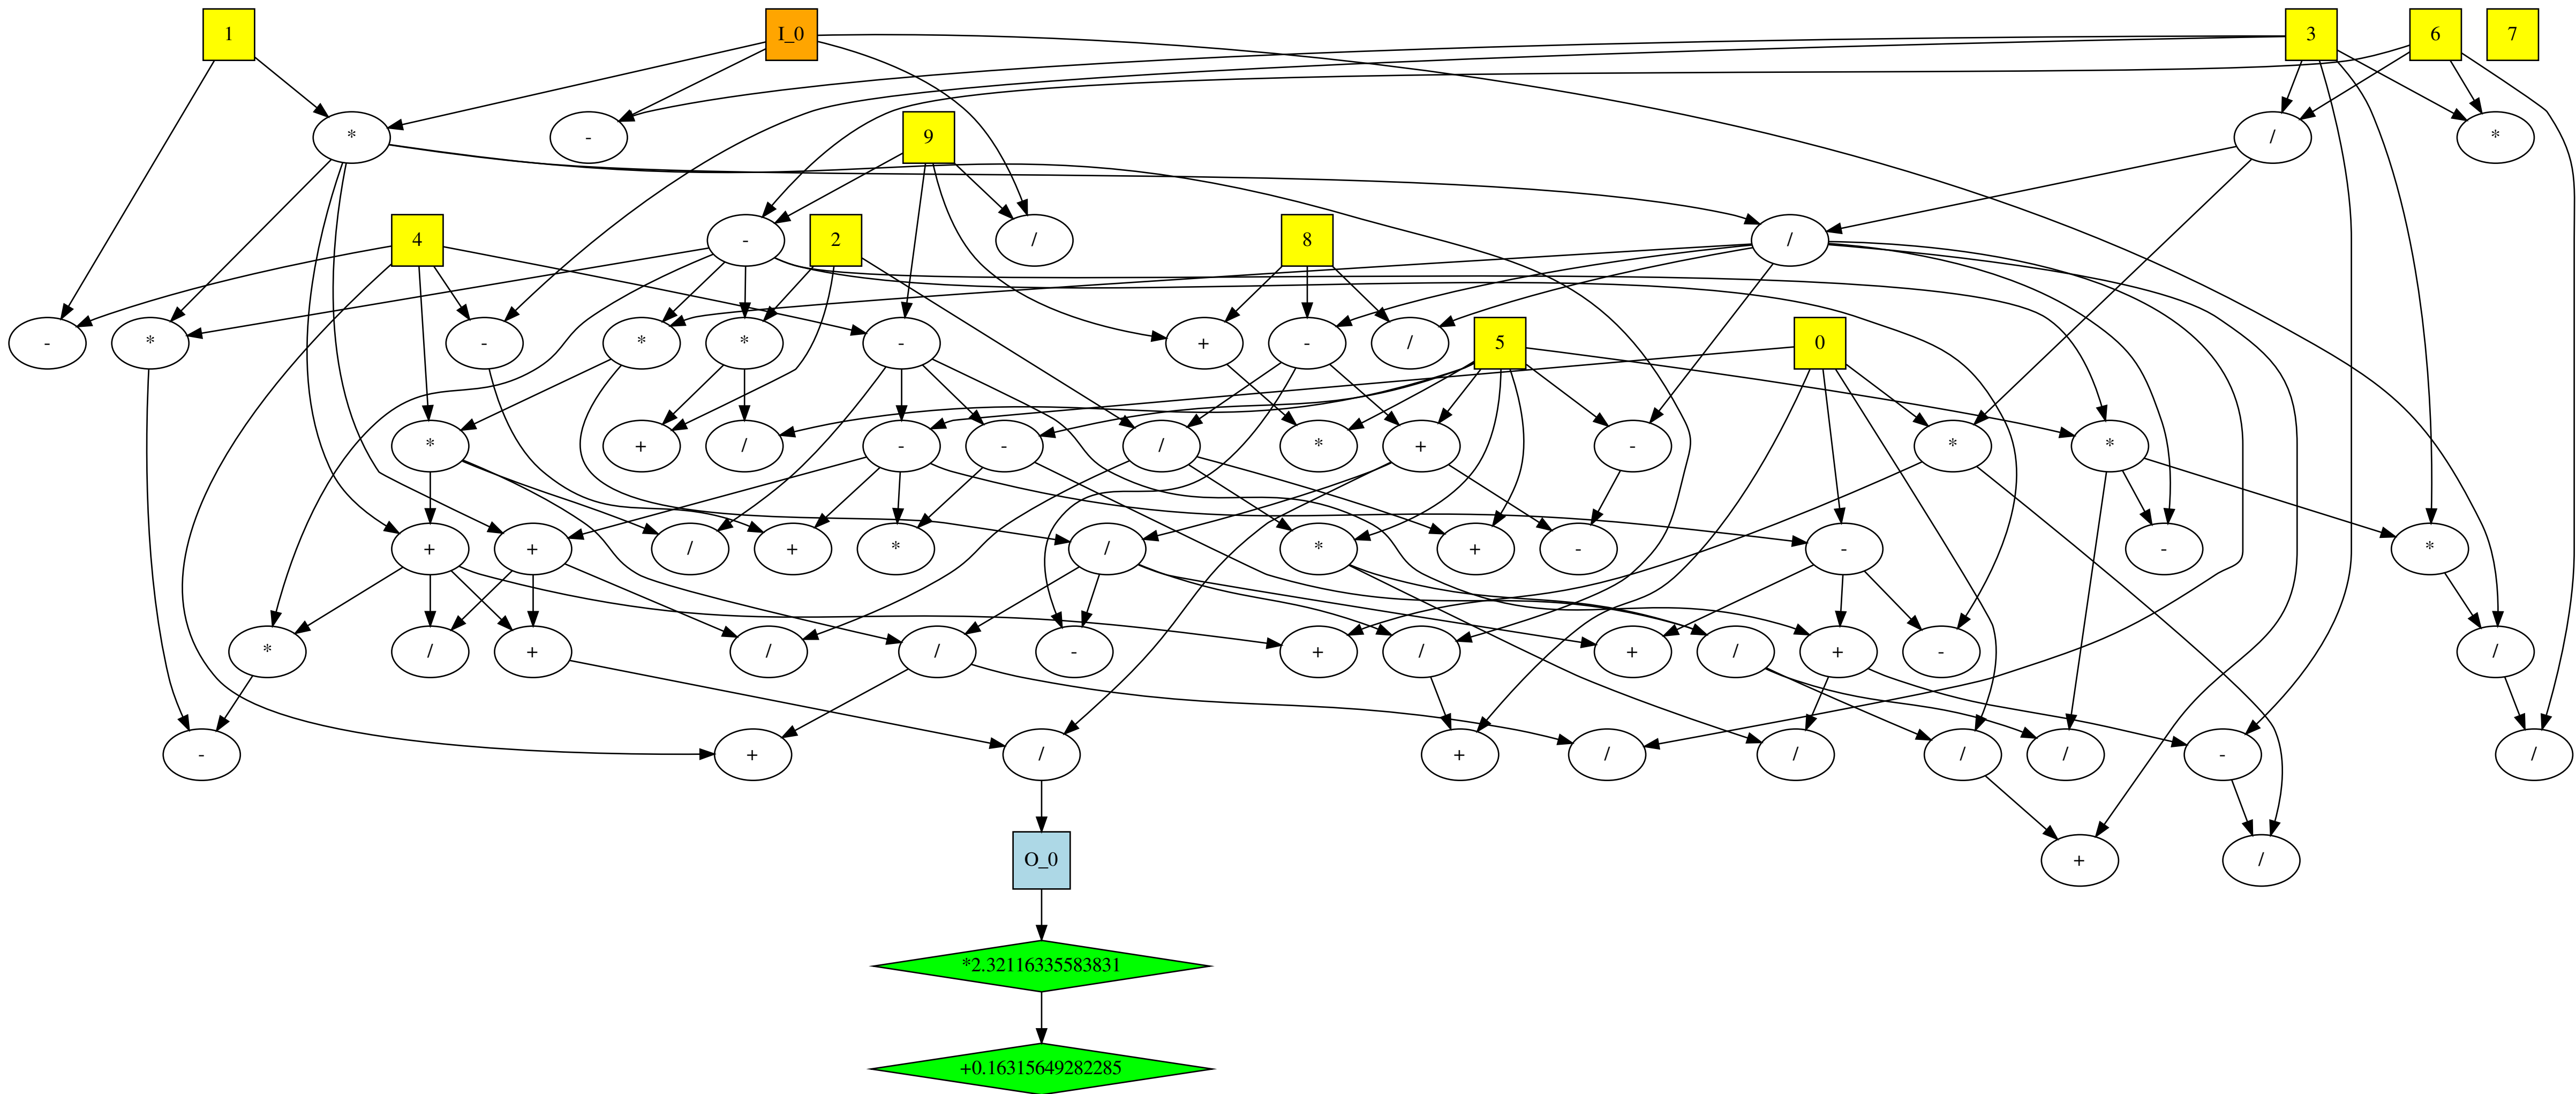 1 I_0 3 6 7
* - 9 / *
4 - 2 / 8 /
- * - * * - + - / 5 0
* + / - - / * + - * *
+ + / + * / * + - - - *
* / + / / - + / + / + - /
- + / + / / / / - /
O_0 + /
*2.32116335583831
+0.16315649282285